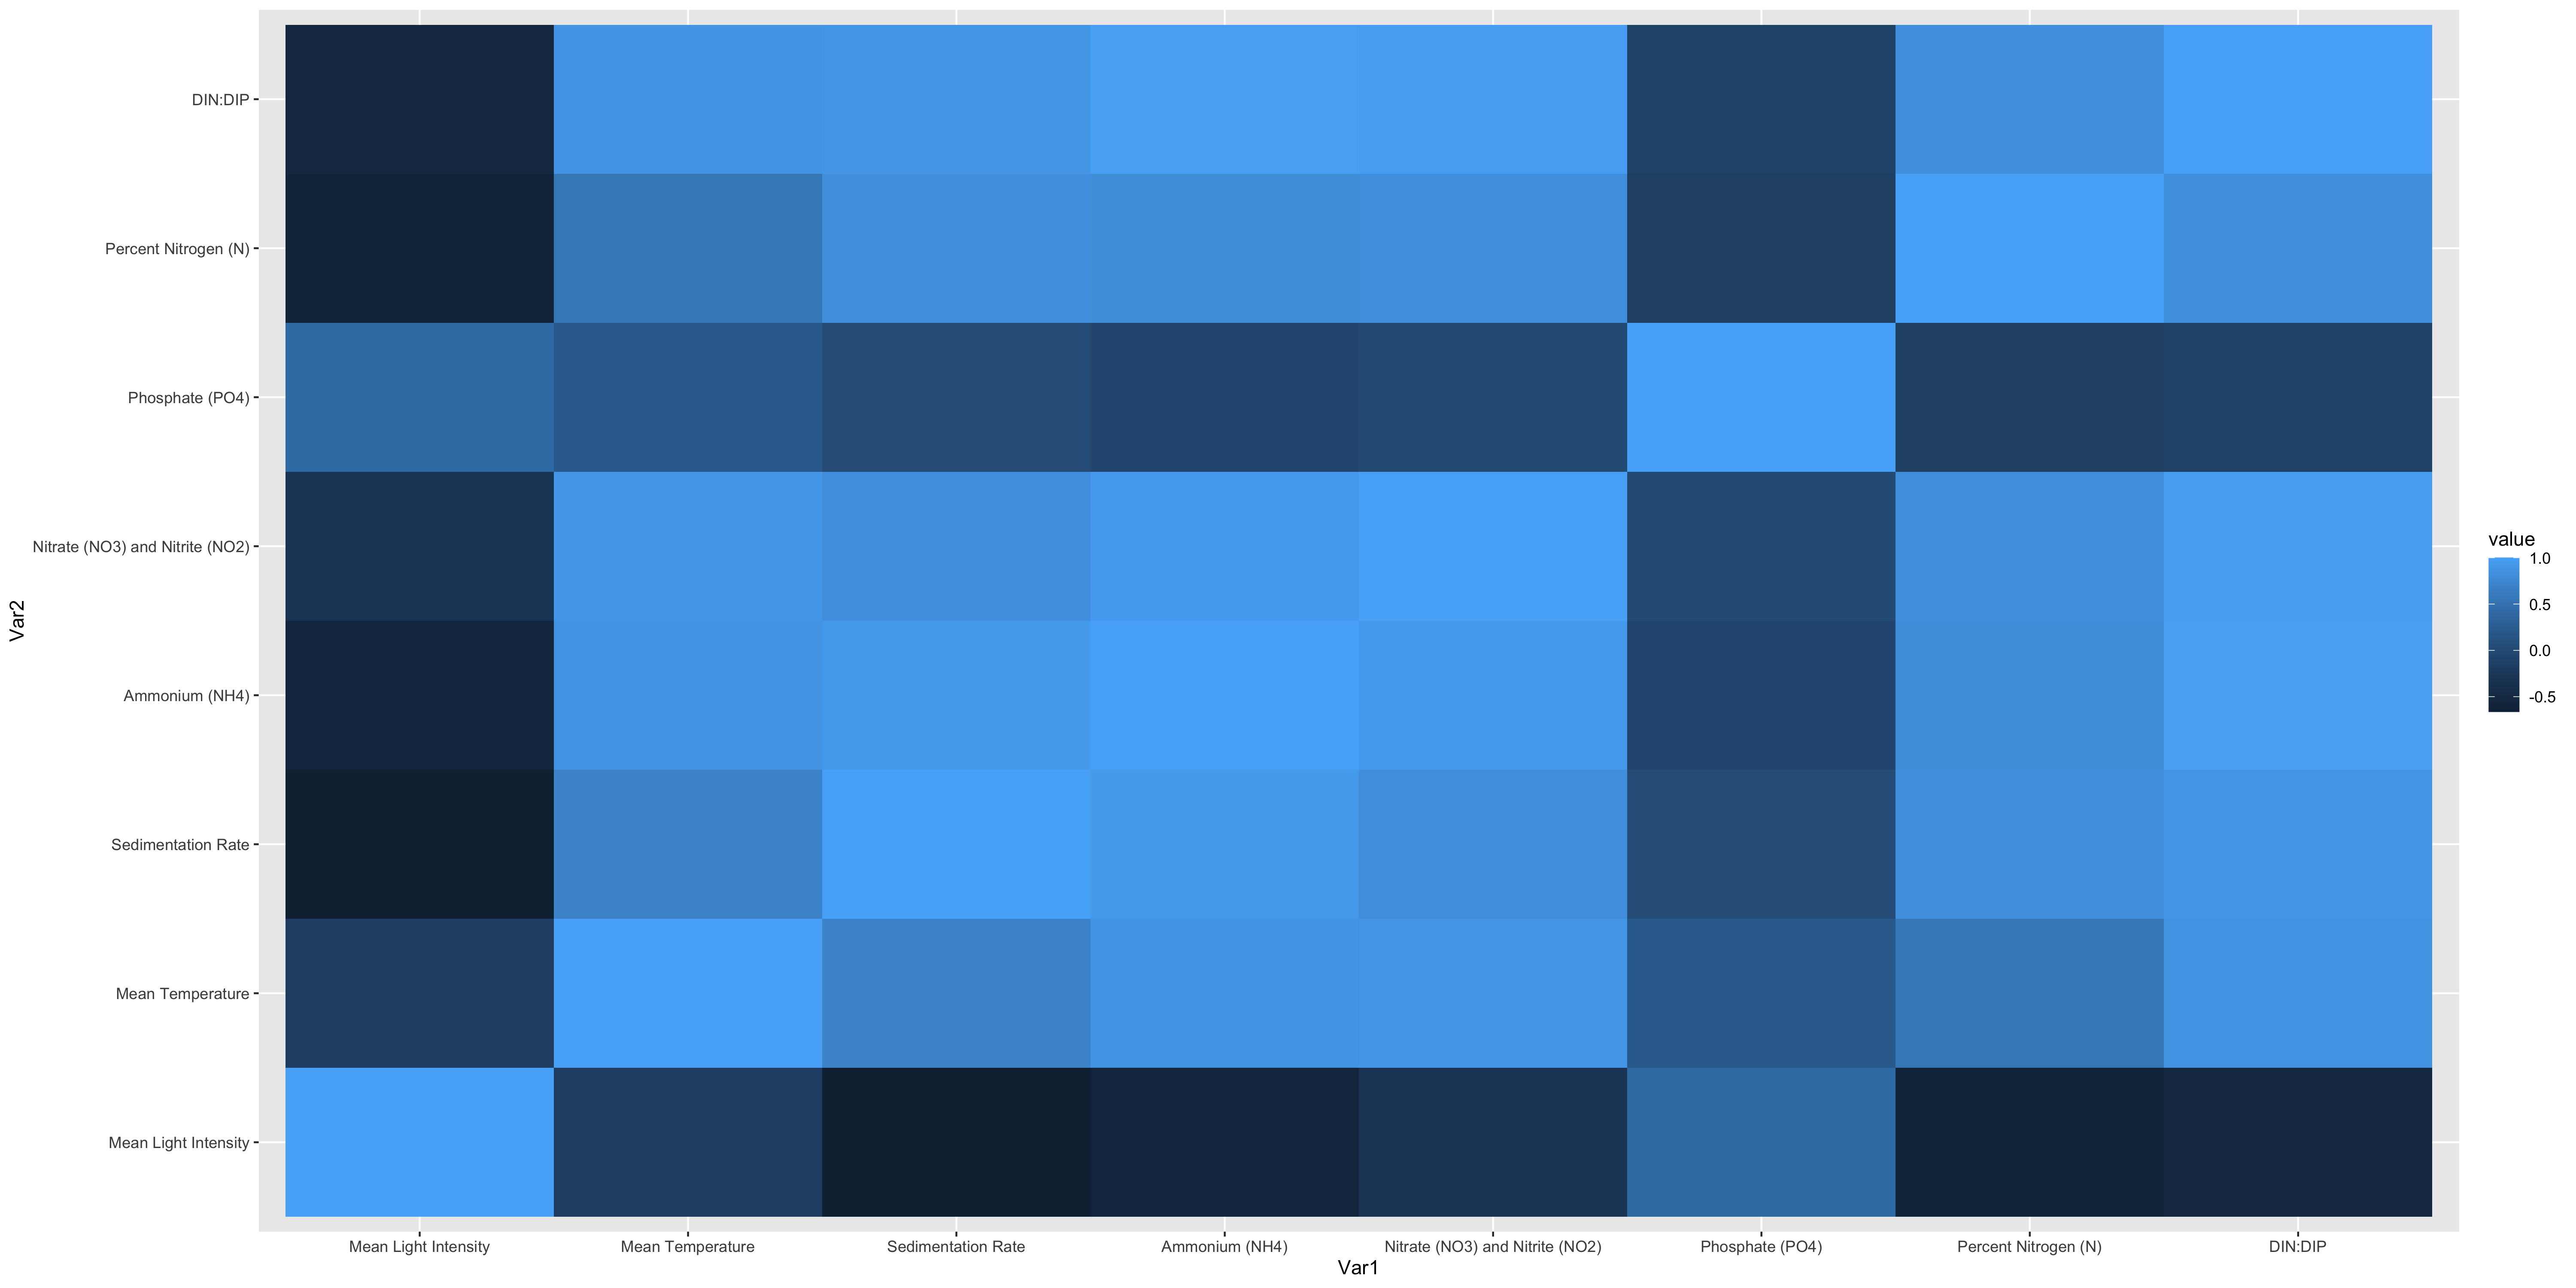 DIN:DIP
Percent Nitrogen (N)
Phosphate (PO4)
Nitrate (NO3) and Nitrite (NO2)
Ammonium (NH4)
Sedimentation Rate
Mean Temperature
Mean Light Intensity
Var2
Mean Light Intensity
Mean Temperature
Sedimentation Rate
Ammonium (NH4)
Nitrate (NO3) and Nitrite (NO2)
Phosphate (PO4)
Percent Nitrogen (N)
DIN:DIP
Var1
value
1.0
0.5
0.0
-0.5